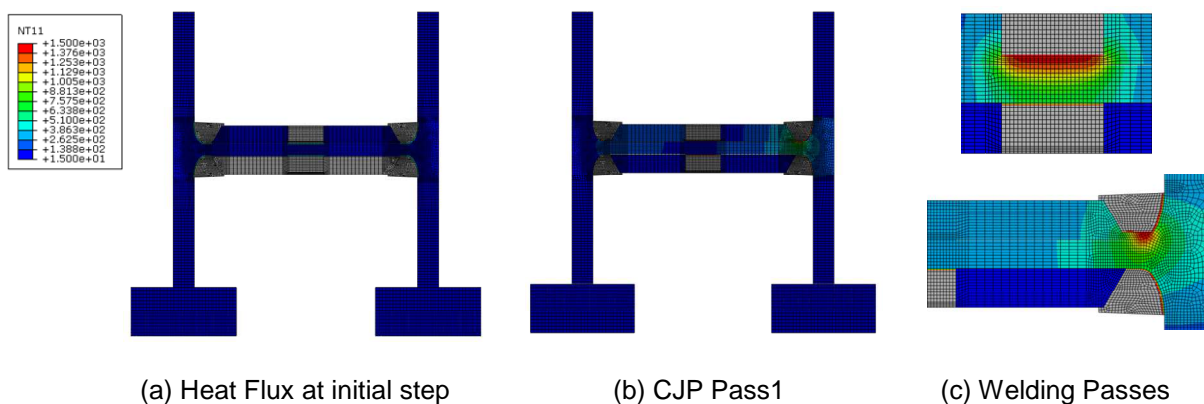 NT11
+1.500e+03
+1.376e+03
+1.253e+03
+1.129e+03
+1.005e+03
+8.813e+02
+7.575e+02
+6.338e+02
+5.100e+02
+3.863e+02
+2.625e+02
+1.388e+02
+1.500e+01
(a) Heat Flux at initial step
(b) CJP Pass1
(c) Welding Passes